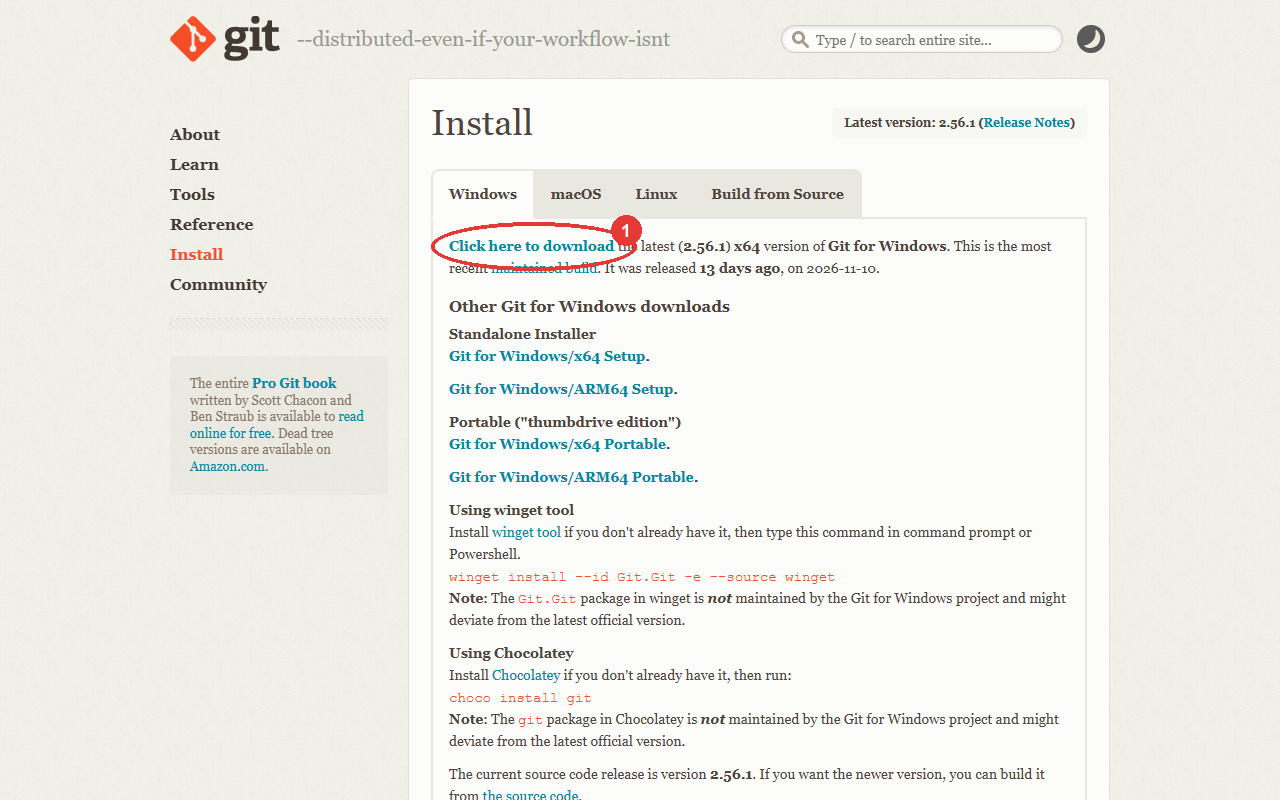 git --distributed-even-if-your-workflow-isnt
Type / to search entire site...
About
Learn
Tools
Reference
Install
Community
The entire Pro Git book
written by Scott Chacon and
Ben Straub is available to read
online for free. Dead tree
versions are available on
Amazon.com.
Install
Latest version: 2.56.1 (Release Notes)
Windows macOS Linux Build from Source
1
Click here to download the latest (2.56.1) x64 version of Git for Windows. This is the most
recent maintained build. It was released 13 days ago, on 2026-11-10.
Other Git for Windows downloads
Standalone Installer
Git for Windows/x64 Setup.
Git for Windows/ARM64 Setup.
Portable ("thumbdrive edition")
Git for Windows/x64 Portable.
Git for Windows/ARM64 Portable.
Using winget tool
Install winget tool if you don't already have it, then type this command in command prompt or
Powershell.
winget install --id Git.Git -e --source winget
Note: The Git.Git package in winget is not maintained by the Git for Windows project and might
deviate from the latest official version.
Using Chocolatey
Install Chocolatey if you don't already have it, then run:
choco install git
Note: The git package in Chocolatey is not maintained by the Git for Windows project and might
deviate from the latest official version.
The current source code release is version 2.56.1. If you want the newer version, you can build it
from the source code.